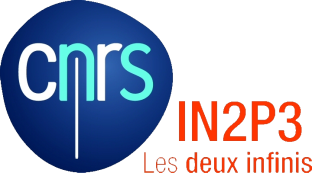 cnrs
IN2P3
Les deux infinis